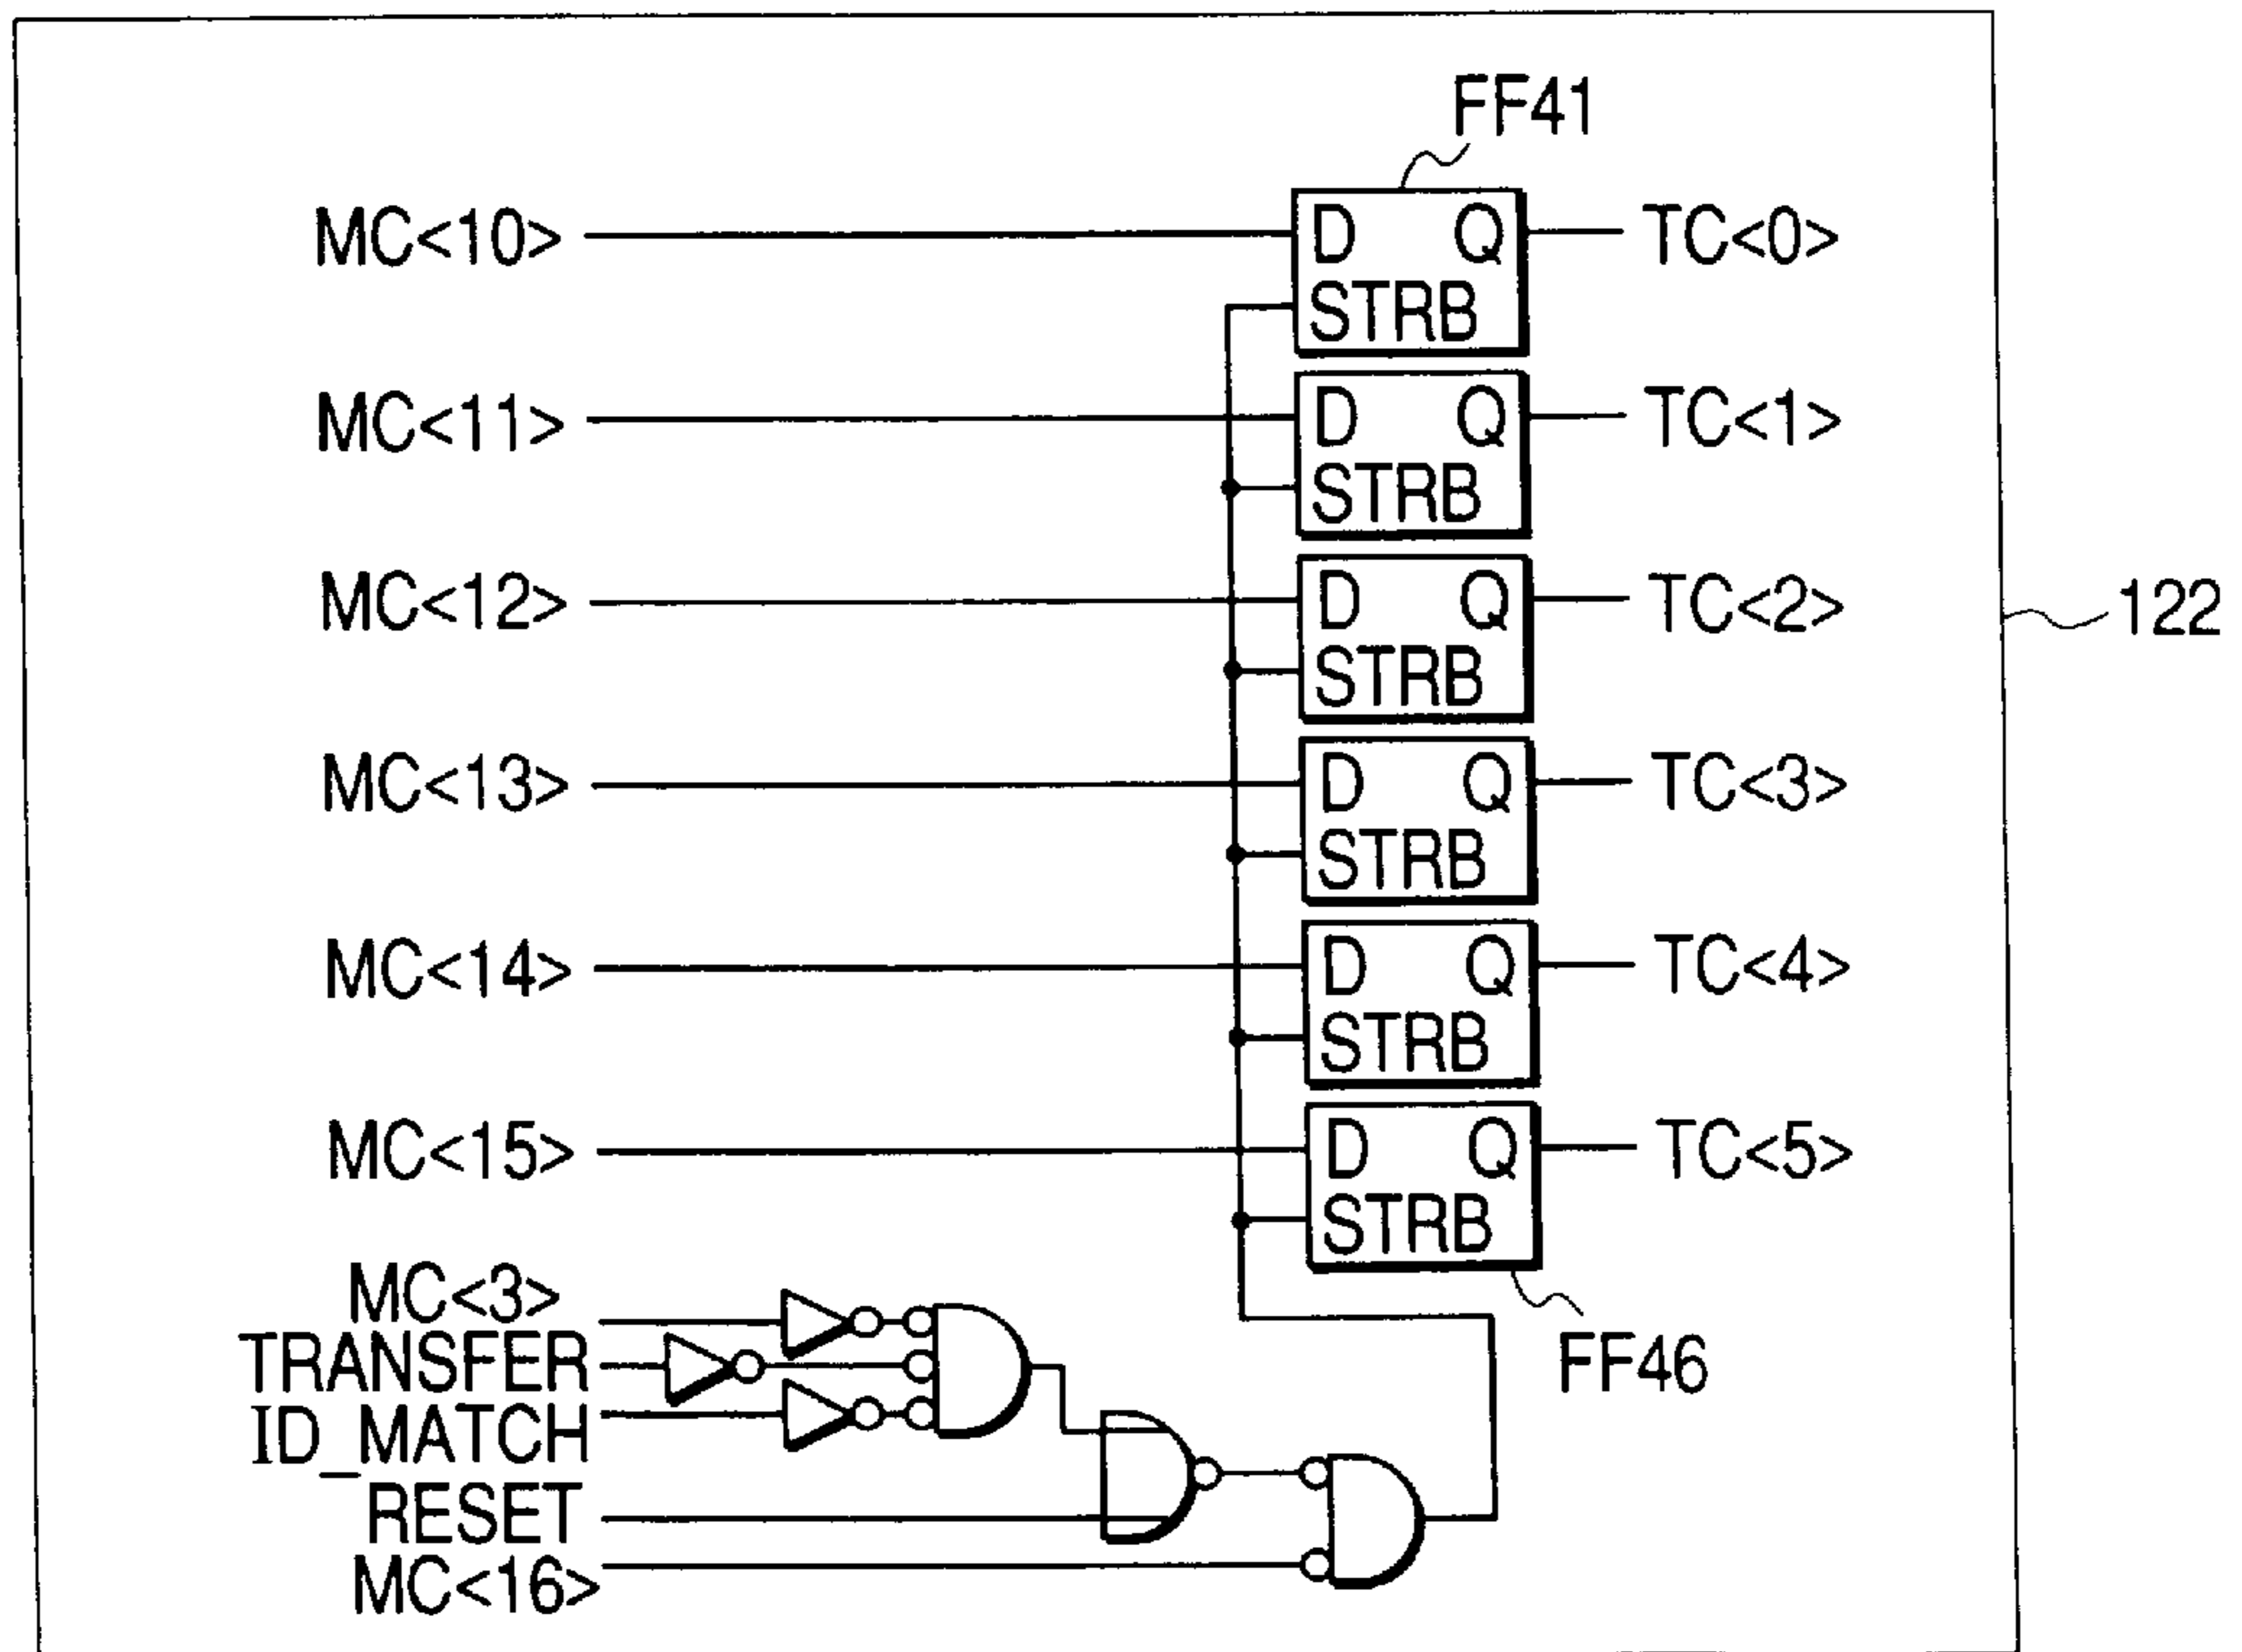 FF41
MC<10> D Q TC<0>
STRB
MC<11> D Q TC<1>
STRB
MC<12> D Q TC<2>
STRB
122
MC<13> D Q TC<3>
STRB
MC<14> D Q TC<4>
STRB
MC<15> D Q TC<5>
STRB
MC<3>
TRANSFER
FF46
ID_MATCH
RESET
MC<16>